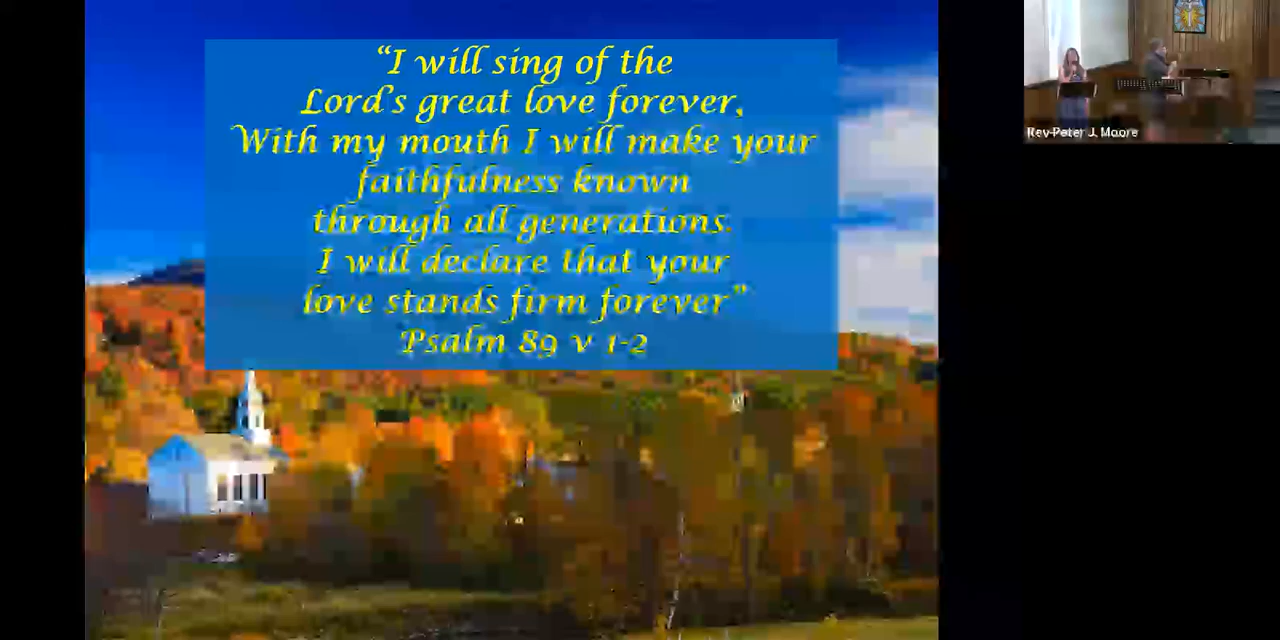 “I will sing of the
Lord's great love forever,
With my mouth I will make your
faithfulness known
through all generations.
I will declare that your
love stands firm forever”
Psalm 89 v 1-2
Rev Peter J. Moore